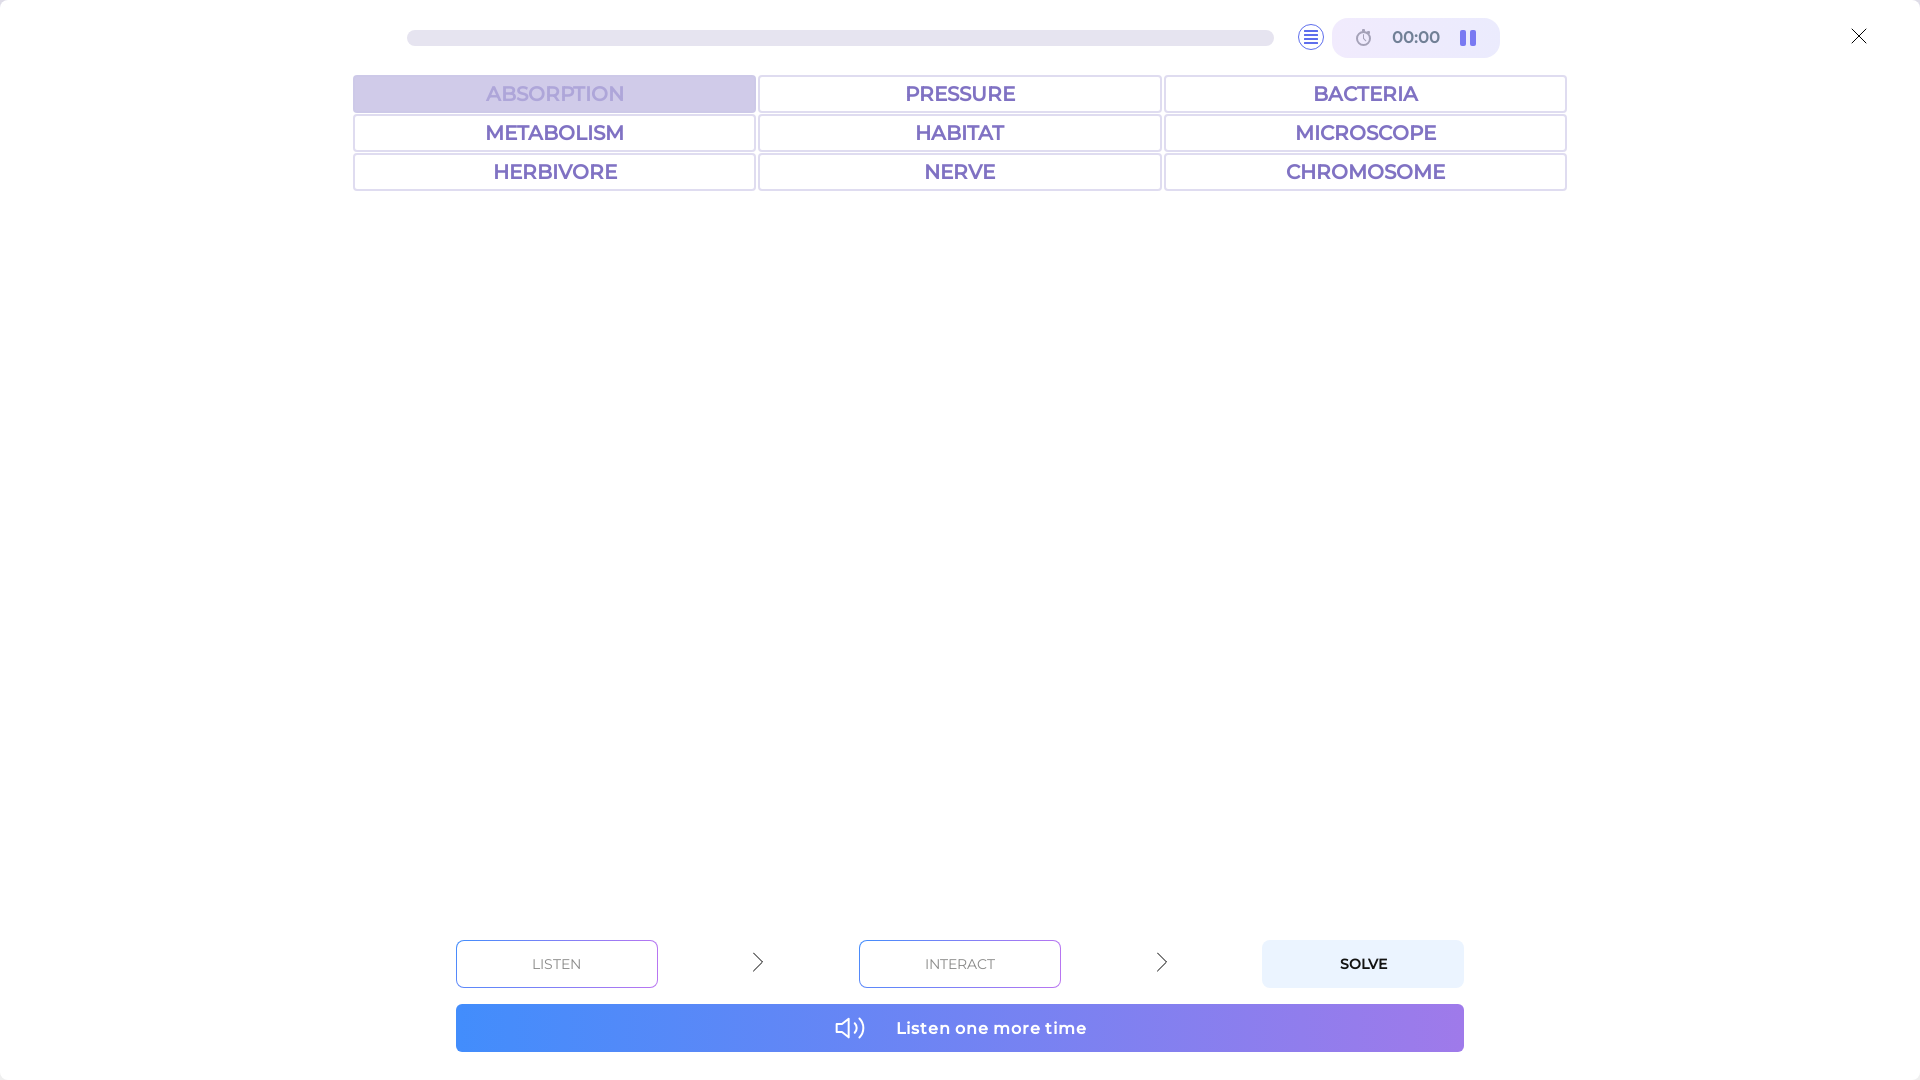 00:00
ABSORPTION PRESSURE BACTERIA
METABOLISM HABITAT MICROSCOPE
HERBIVORE NERVE CHROMOSOME
LISTEN INTERACT SOLVE
Listen one more time